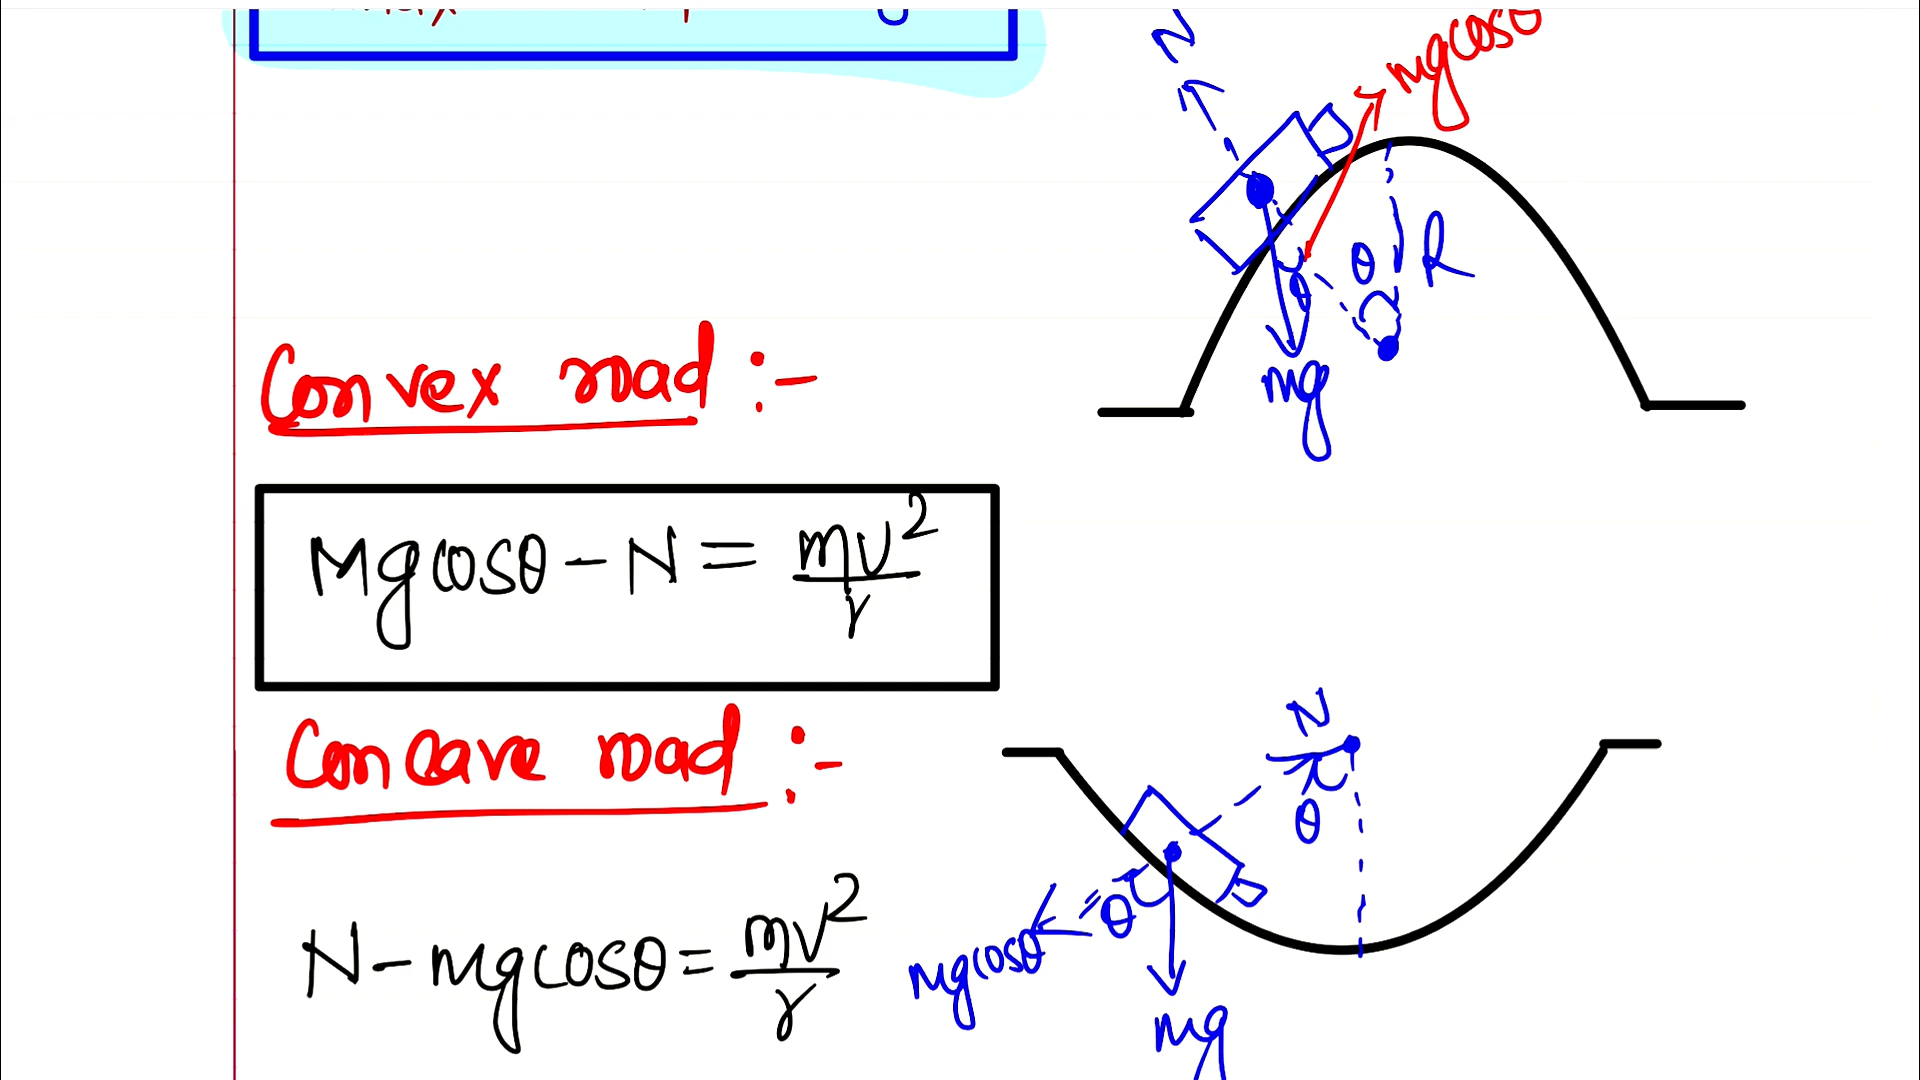 N
mgcosθ
θ
R
θ
mg
Convex road :-
Mgcosθ - N = mv²/r
Concave road :-
N
θ
θ
mgcosθ
N - mgcosθ = mv²/r
mg